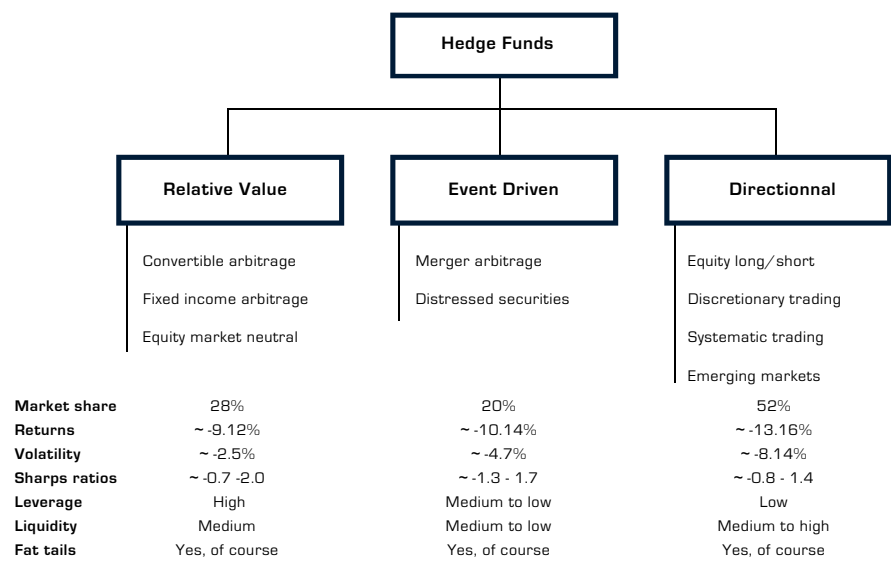 Hedge Funds
Relative Value
Event Driven
Directionnal
Convertible arbitrage
Fixed income arbitrage
Equity market neutral
Merger arbitrage
Distressed securities
Equity long/short
Discretionary trading
Systematic trading
Emerging markets
Market share 28% 20% 52%
Returns ~ -9.12% ~ -10.14% ~ -13.16%
Volatility ~ -2.5% ~ -4.7% ~ -8.14%
Sharps ratios ~ -0.7 -2.0 ~ -1.3 - 1.7 ~ -0.8 - 1.4
Leverage High Medium to low Low
Liquidity Medium Medium to low Medium to high
Fat tails Yes, of course Yes, of course Yes, of course